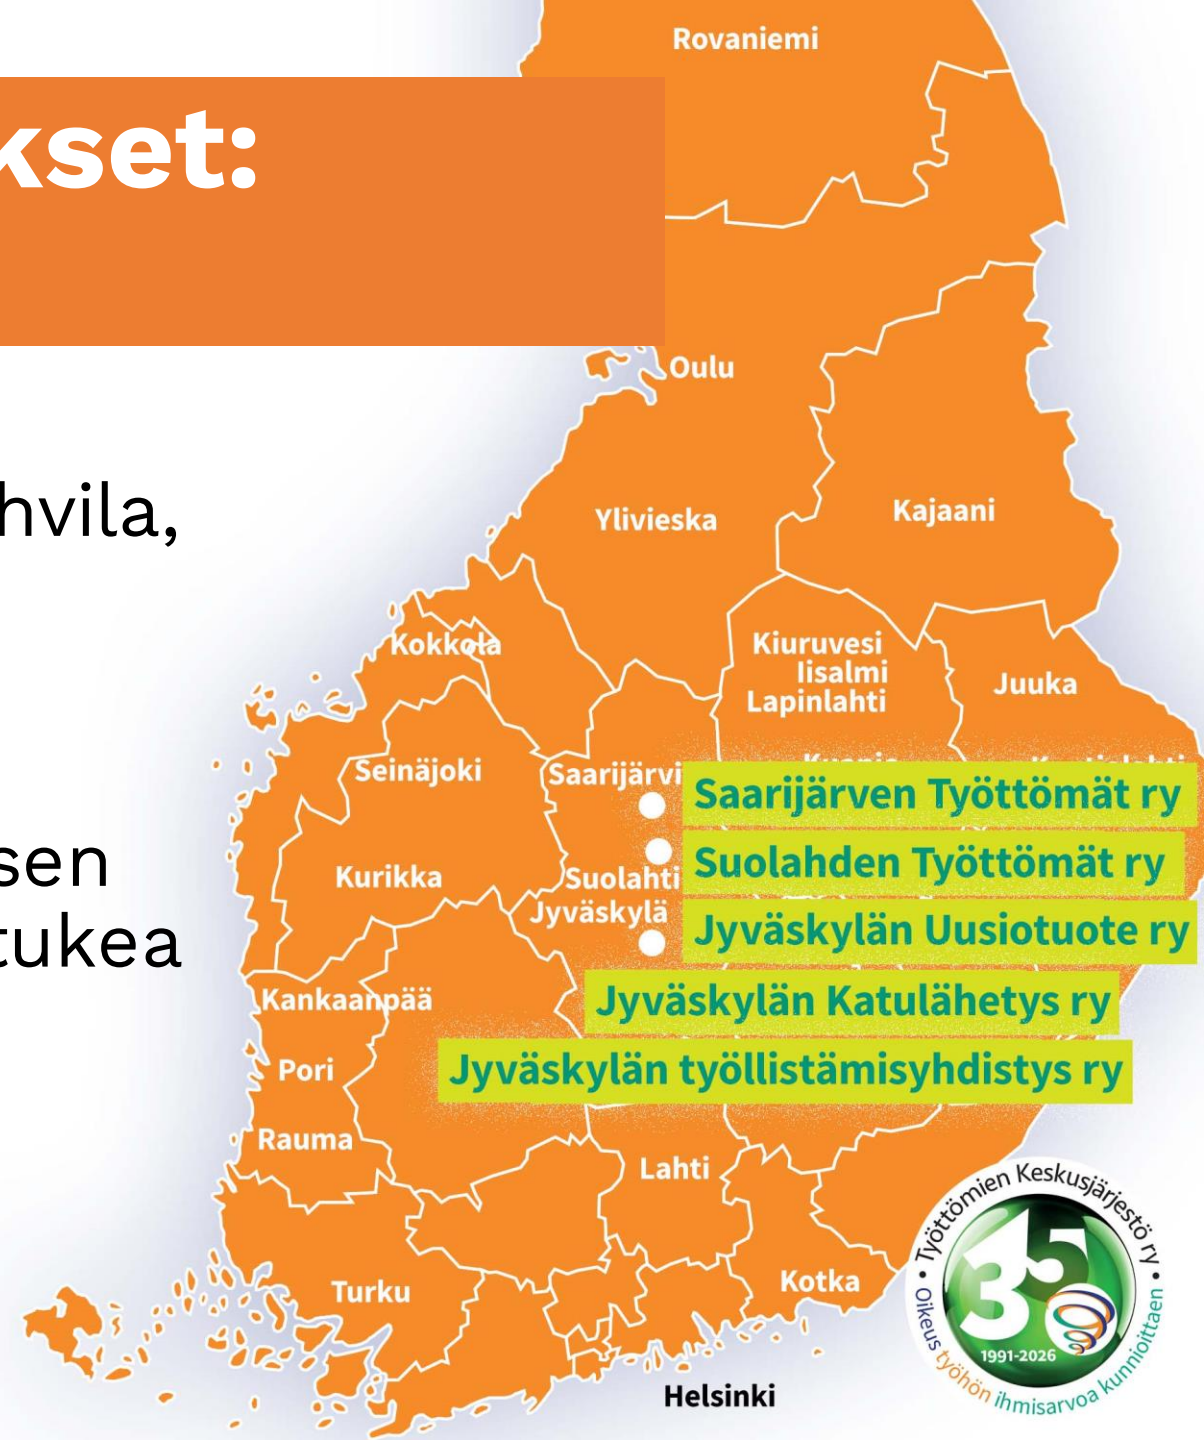 Rovaniemi
kset:
Oulu
hvila,
Ylivieska
Kajaani
Kokkola
Kiuruvesi
Iisalmi
Lapinlahti
Juuka
Seinäjoki
Saarijärvi
Saarijärven Työttömät ry
Suolahden Työttömät ry
sen
Kurikka
Suolahti
Jyväskylä
Jyväskylän Uusiotuote ry
tukea
Kankaanpää
Jyväskylän Katulähetys ry
Pori
Jyväskylän työllistämisyhdistys ry
Rauma
Lahti
Turku
Kotka
Helsinki
• Työttömien Keskusjärjestö ry •
35
1991-2026
Oikeus työhön ihmisarvoa kunnioittaen